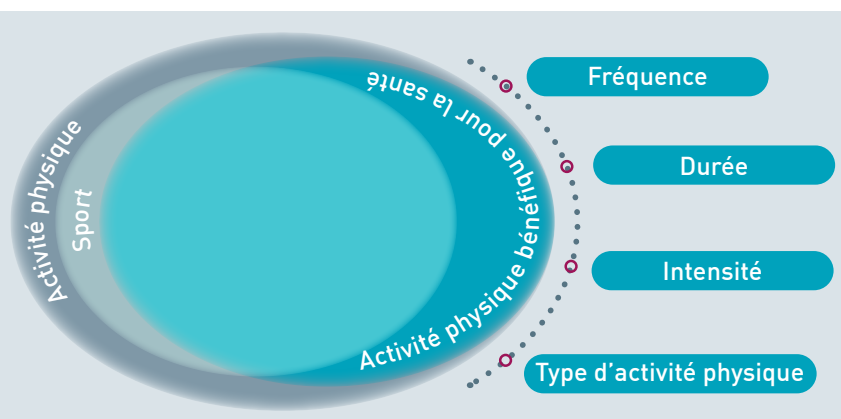 Activité physique
Sport
Activité physique bénéfique pour la santé
Fréquence
Durée
Intensité
Type d'activité physique